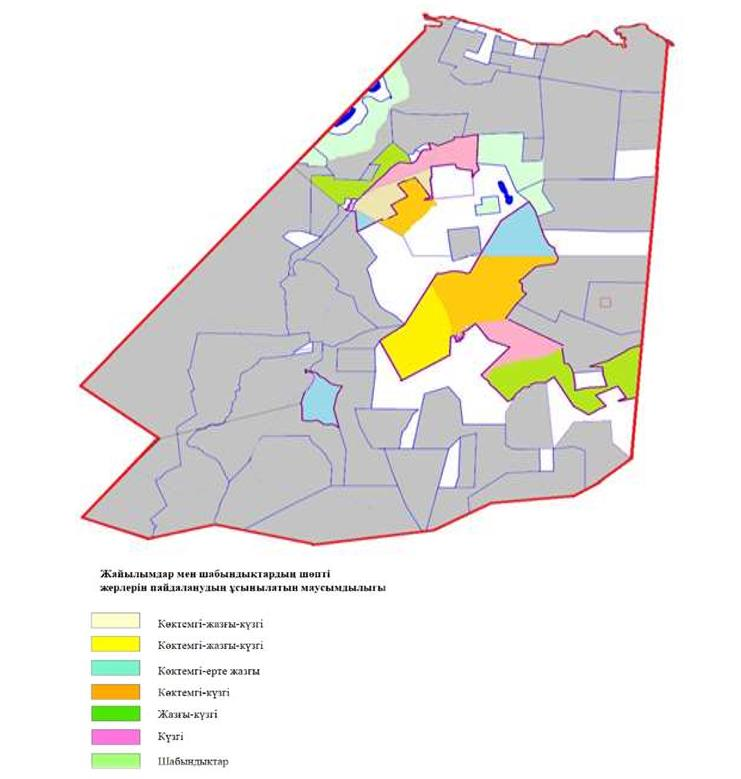 Жайылымдар мен шабындықтардың шөпті
жерлерін пайдаланудың ұсынылатын маусымдылығы
Көктемгі-жазғы-күзгі
Көктемгі-жазғы-күзгі
Көктемгі-ерте жазғы
Көктемгі-күзгі
Жазғы-күзгі
Күзгі
Шабындықтар